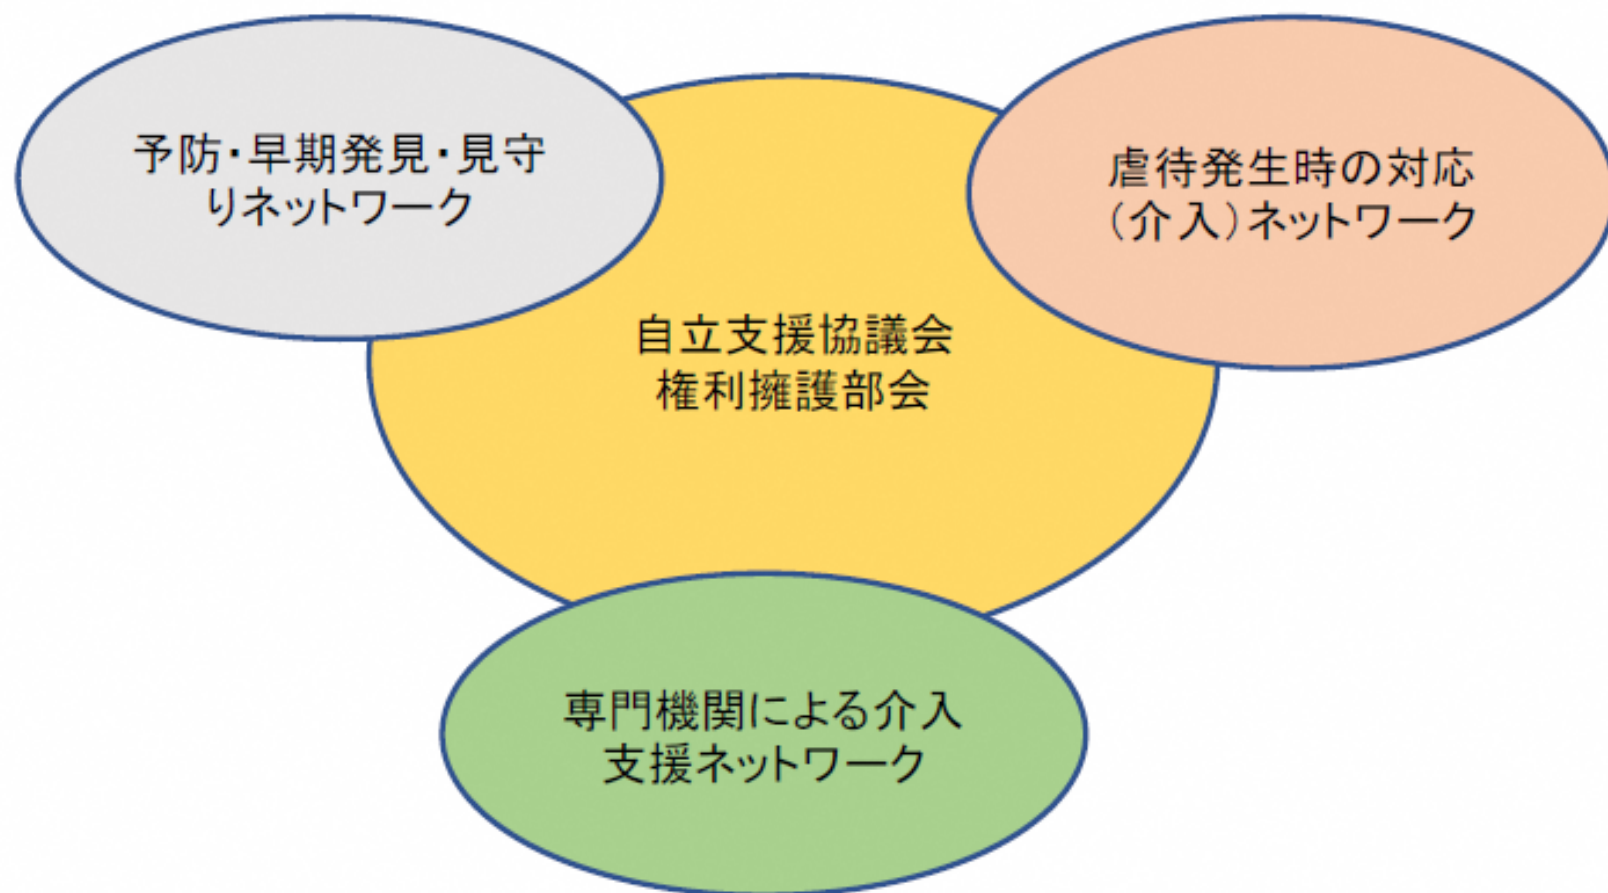 予防・早期発見・見守
りネットワーク
虐待発生時の対応
（介入）ネットワーク
自立支援協議会
権利擁護部会
専門機関による介入
支援ネットワーク